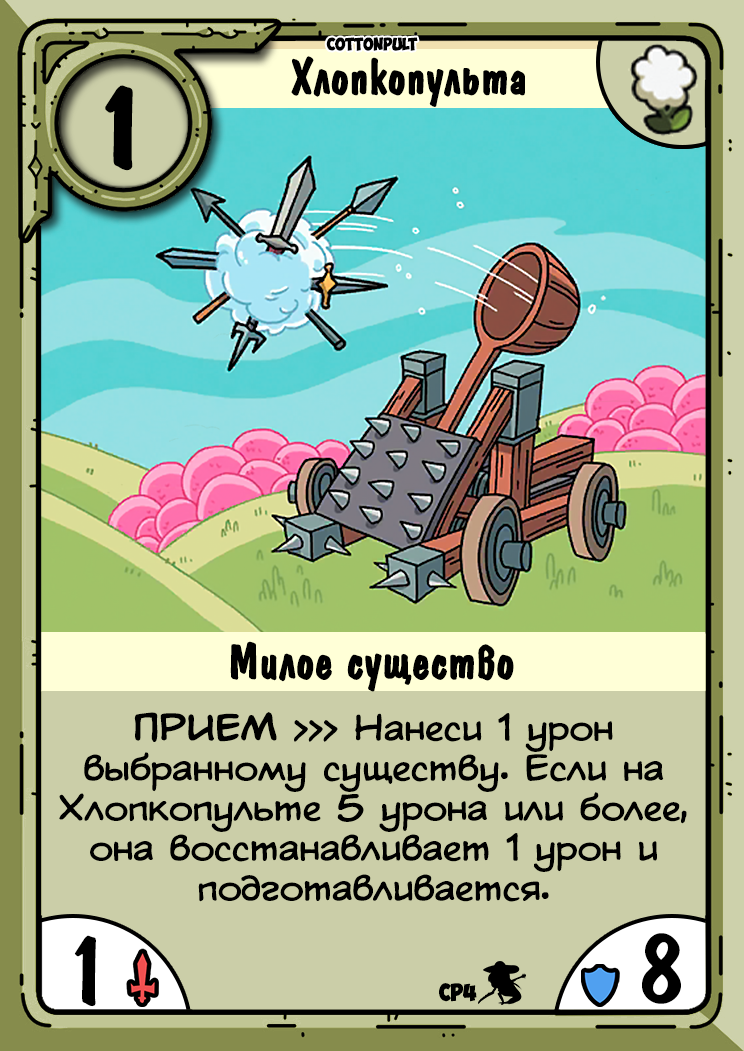 COTTONPULT
Хлопкопульта
1
Милое существо
ПРИЕМ >>> Нанеси 1 урон
выбранному существу. Если на
Хлопкопульте 5 урона или более,
она восстанавливает 1 урон и
подготавливается.
1
CP4
8